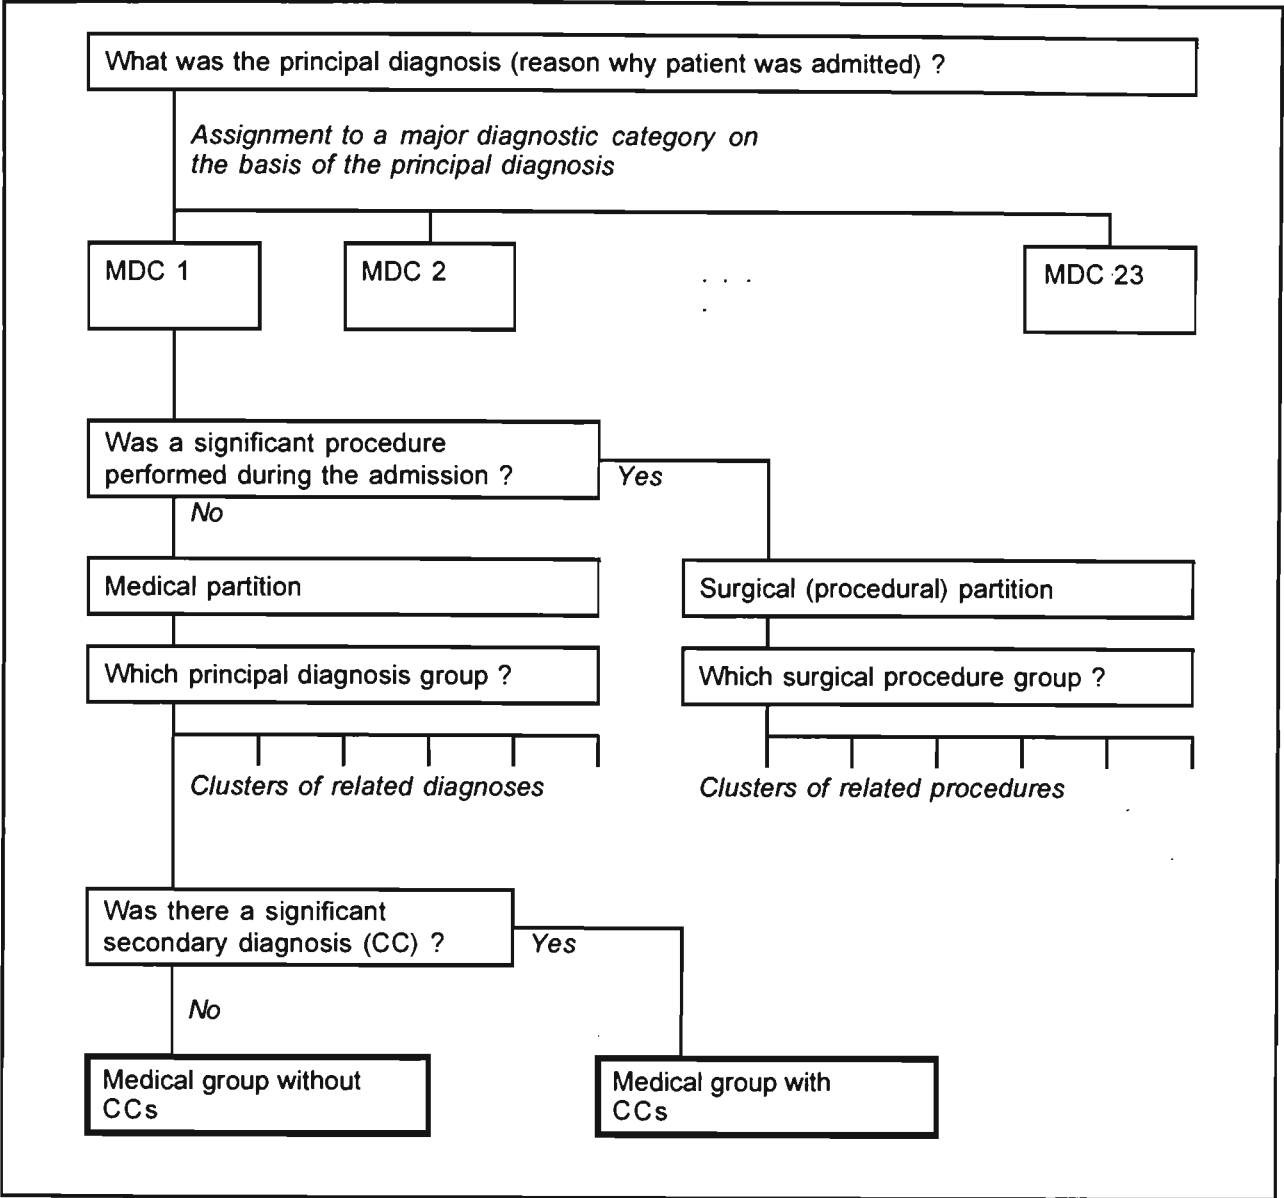 What was the principal diagnosis (reason why patient was admitted) ?
Assignment to a major diagnostic category on
the basis of the principal diagnosis
MDC 1
MDC 2
. . .
.
MDC 23
Was a significant procedure
performed during the admission ?
Yes
No
Medical partition
Surgical (procedural) partition
Which principal diagnosis group ?
Which surgical procedure group ?
Clusters of related diagnoses
Clusters of related procedures
Was there a significant
secondary diagnosis (CC) ?
Yes
No
Medical group without
CCs
Medical group with
CCs